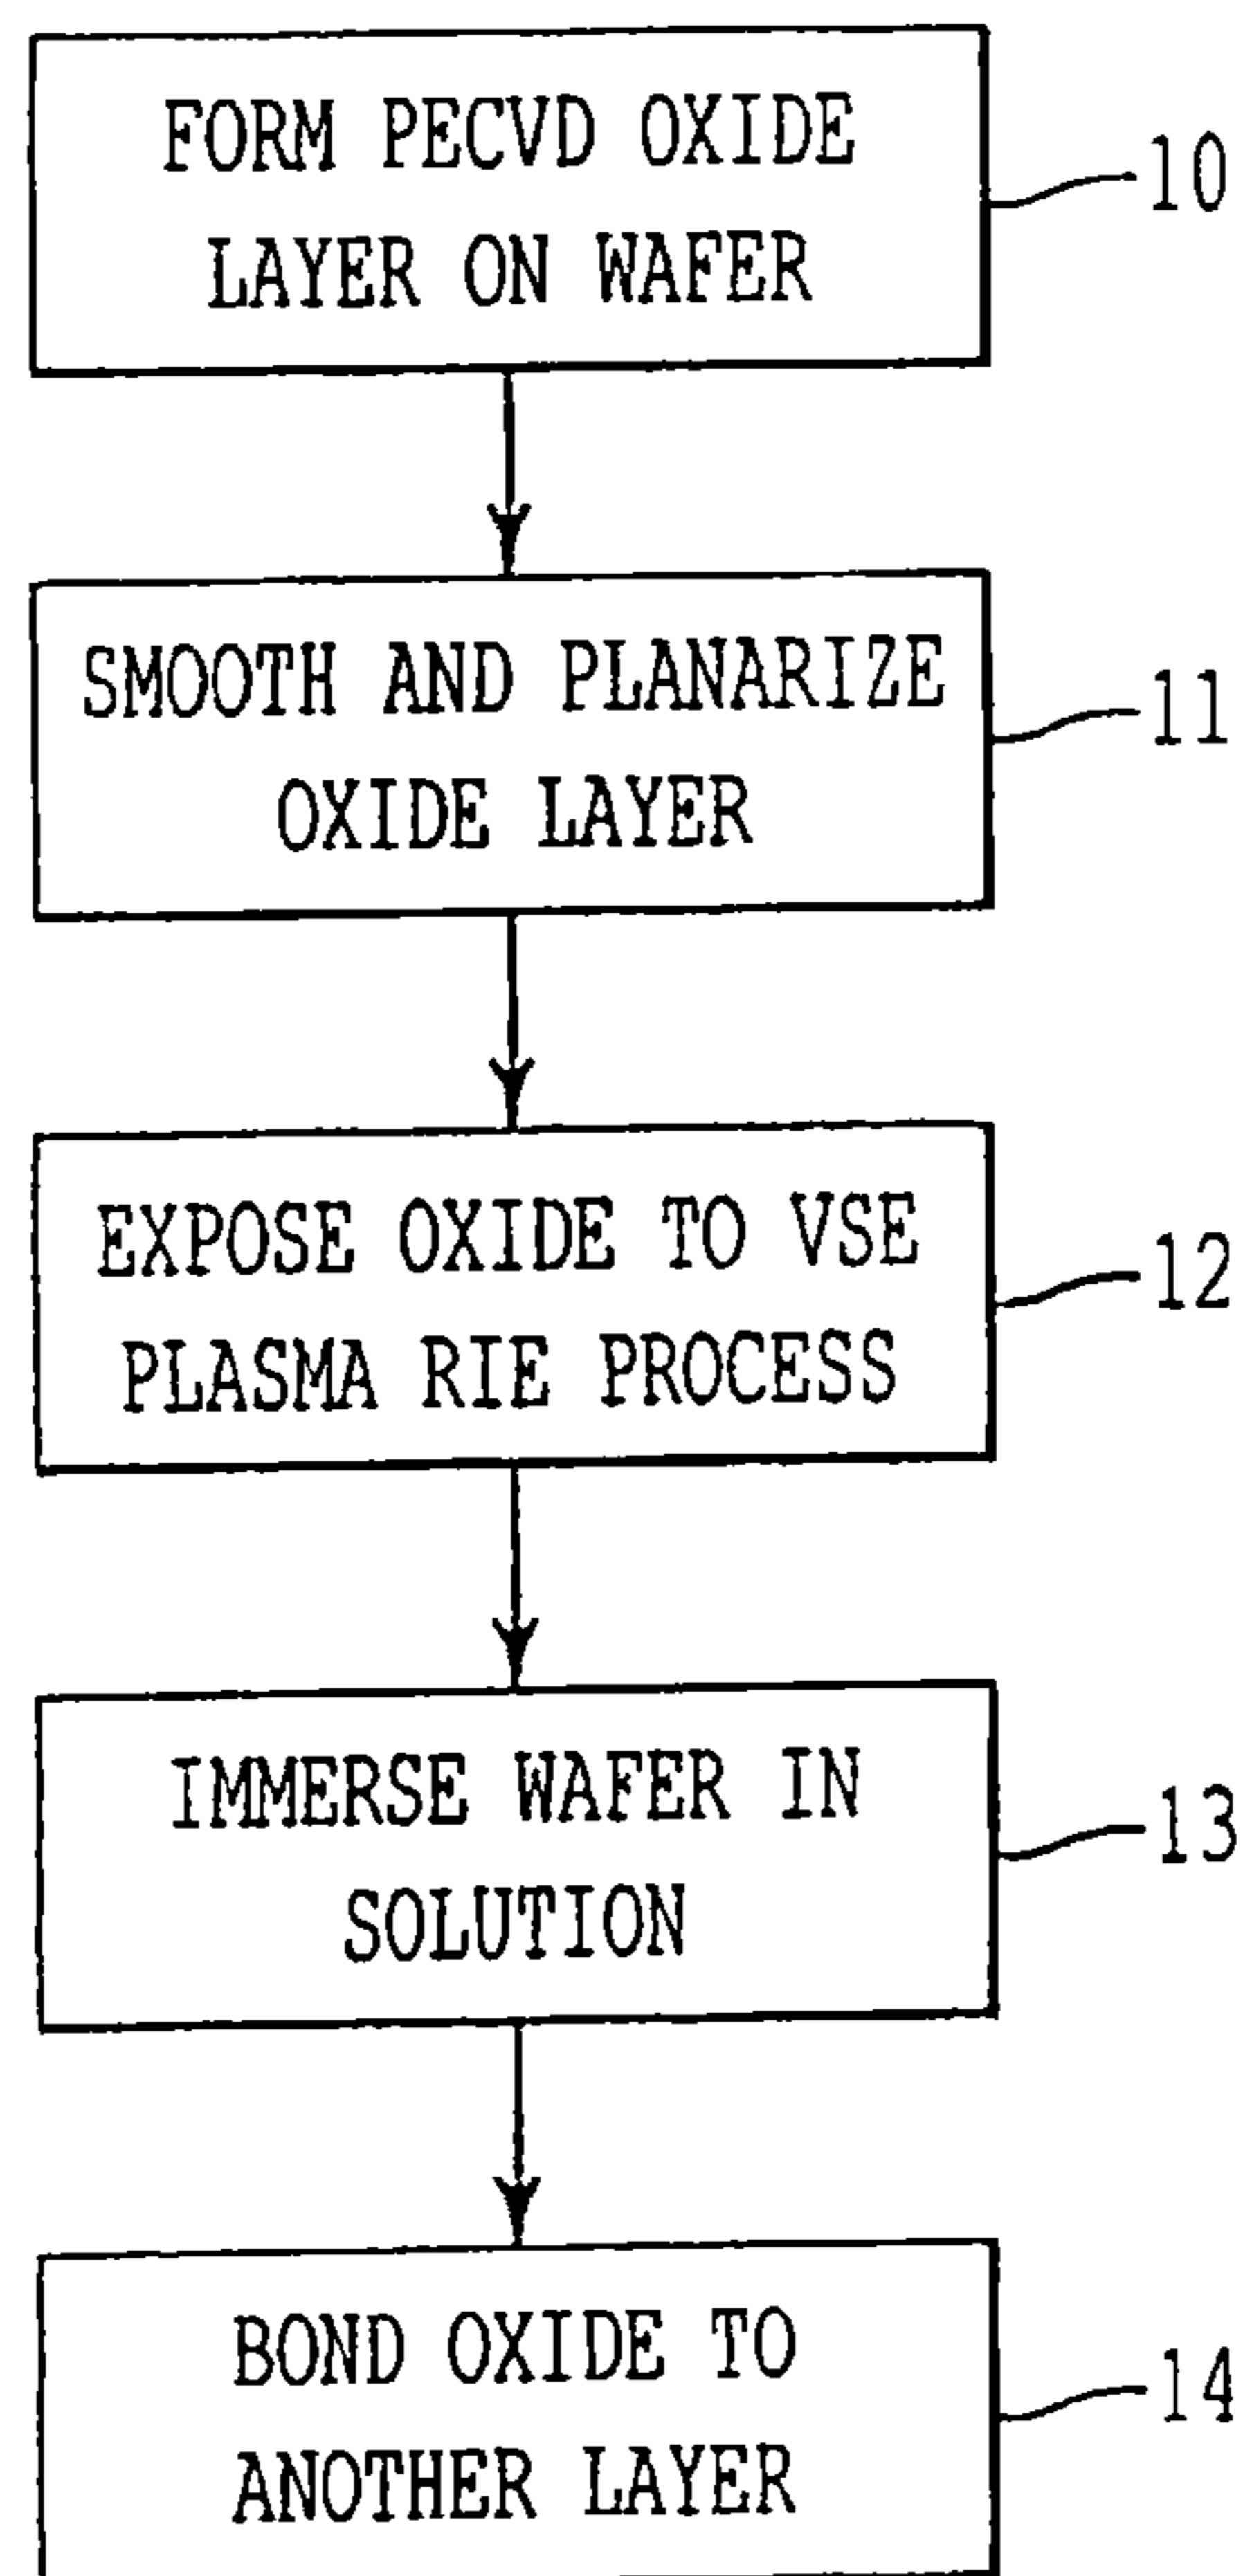 FORM PECVD OXIDE
LAYER ON WAFER
10
SMOOTH AND PLANARIZE
OXIDE LAYER
11
EXPOSE OXIDE TO VSE
PLASMA RIE PROCESS
12
IMMERSE WAFER IN
SOLUTION
13
BOND OXIDE TO
ANOTHER LAYER
14